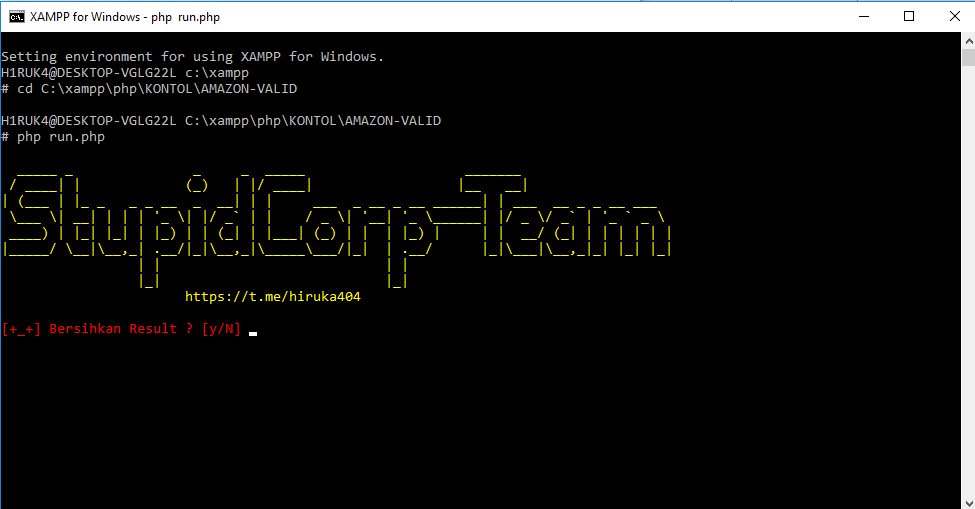 XAMPP for Windows - php run.php
Setting environment for using XAMPP for Windows.
H1RUK4@DESKTOP-VGLG22L c:\xampp
# cd C:\xampp\php\KONTOL\AMAZON-VALID
H1RUK4@DESKTOP-VGLG22L C:\xampp\php\KONTOL\AMAZON-VALID
# php run.php
StupidCorp-Team
https://t.me/hiruka404
[+_+] Bersihkan Result ? [y/N]